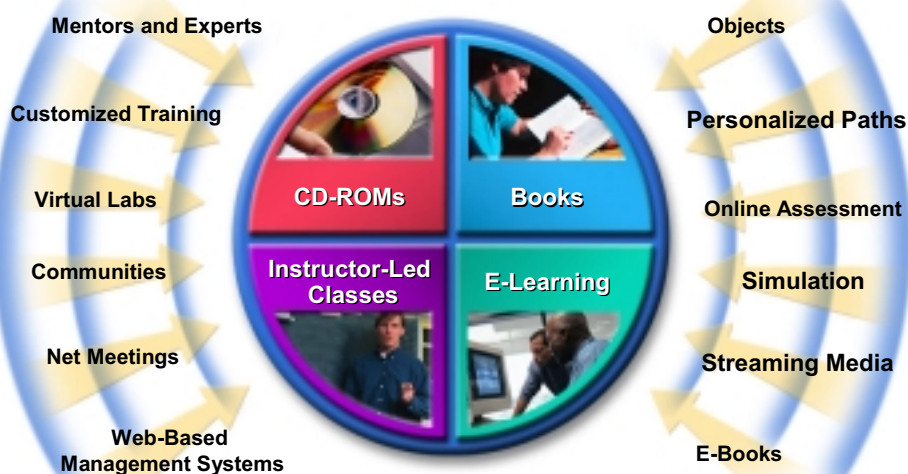 Mentors and Experts
Customized Training
Virtual Labs
Communities
Net Meetings
Web-Based
Management Systems
CD-ROMs
Books
Instructor-Led
Classes
E-Learning
Objects
Personalized Paths
Online Assessment
Simulation
Streaming Media
E-Books